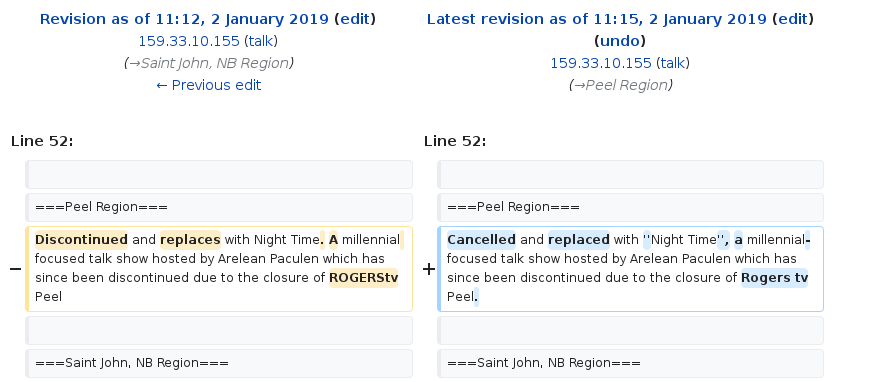 Revision as of 11:12, 2 January 2019 (edit)
159.33.10.155 (talk)
(→Saint John, NB Region)
← Previous edit
Latest revision as of 11:15, 2 January 2019 (edit)
(undo)
159.33.10.155 (talk)
(→Peel Region)
Line 52:
Line 52:
===Peel Region===
===Peel Region===
− Discontinued and replaces with Night Time. A millennial
focused talk show hosted by Arelean Paculen which has
since been discontinued due to the closure of ROGERStv
Peel
+ Cancelled and replaced with ''Night Time'', a millennial-
focused talk show hosted by Arelean Paculen which has
since been discontinued due to the closure of Rogers tv
Peel.
===Saint John, NB Region===
===Saint John, NB Region===